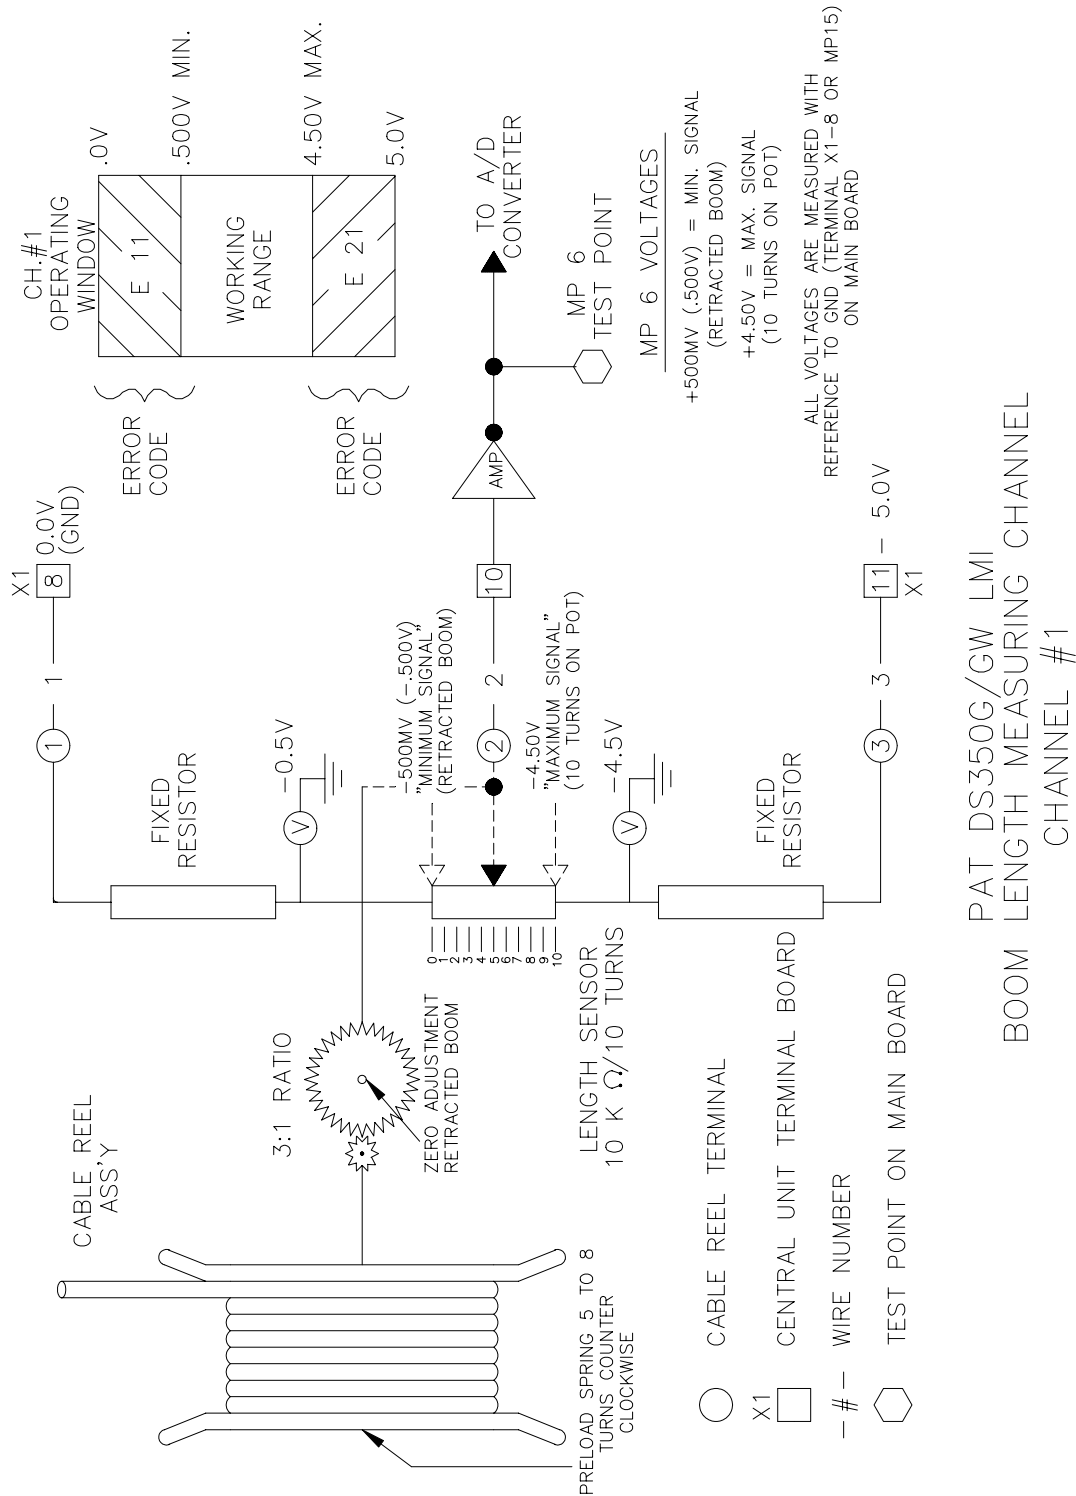 CABLE REEL
ASS'Y
3:1 RATIO
ZERO ADJUSTMENT
RETRACTED BOOM
PRELOAD SPRING 5 TO 8
TURNS COUNTER
CLOCKWISE
FIXED
RESISTOR
1
- 1 -
X1
8
0.0V
(GND)
-0.5V
V
-500MV (-.500V)
"MINIMUM SIGNAL"
(RETRACTED BOOM)
0
1
2
3
4
5
6
7
8
9
10
LENGTH SENSOR
10 K Ω/10 TURNS
2
- 2 -
10
AMP
TO A/D
CONVERTER
-4.50V
"MAXIMUM SIGNAL"
(10 TURNS ON POT)
-4.5V
V
FIXED
RESISTOR
3
- 3 -
11
- 5.0V
X1
CH.#1
OPERATING
WINDOW
ERROR
CODE
E 11
.0V
.500V MIN.
WORKING
RANGE
4.50V MAX.
ERROR
CODE
E 21
5.0V
MP 6
TEST POINT
MP 6 VOLTAGES
+500MV (.500V) = MIN. SIGNAL
(RETRACTED BOOM)
+4.50V = MAX. SIGNAL
(10 TURNS ON POT)
ALL VOLTAGES ARE MEASURED WITH
REFERENCE TO GND (TERMINAL X1-8 OR MP15)
ON MAIN BOARD
CABLE REEL TERMINAL
X1
CENTRAL UNIT TERMINAL BOARD
-#- WIRE NUMBER
TEST POINT ON MAIN BOARD
PAT DS350G/GW LMI
BOOM LENGTH MEASURING CHANNEL
CHANNEL #1